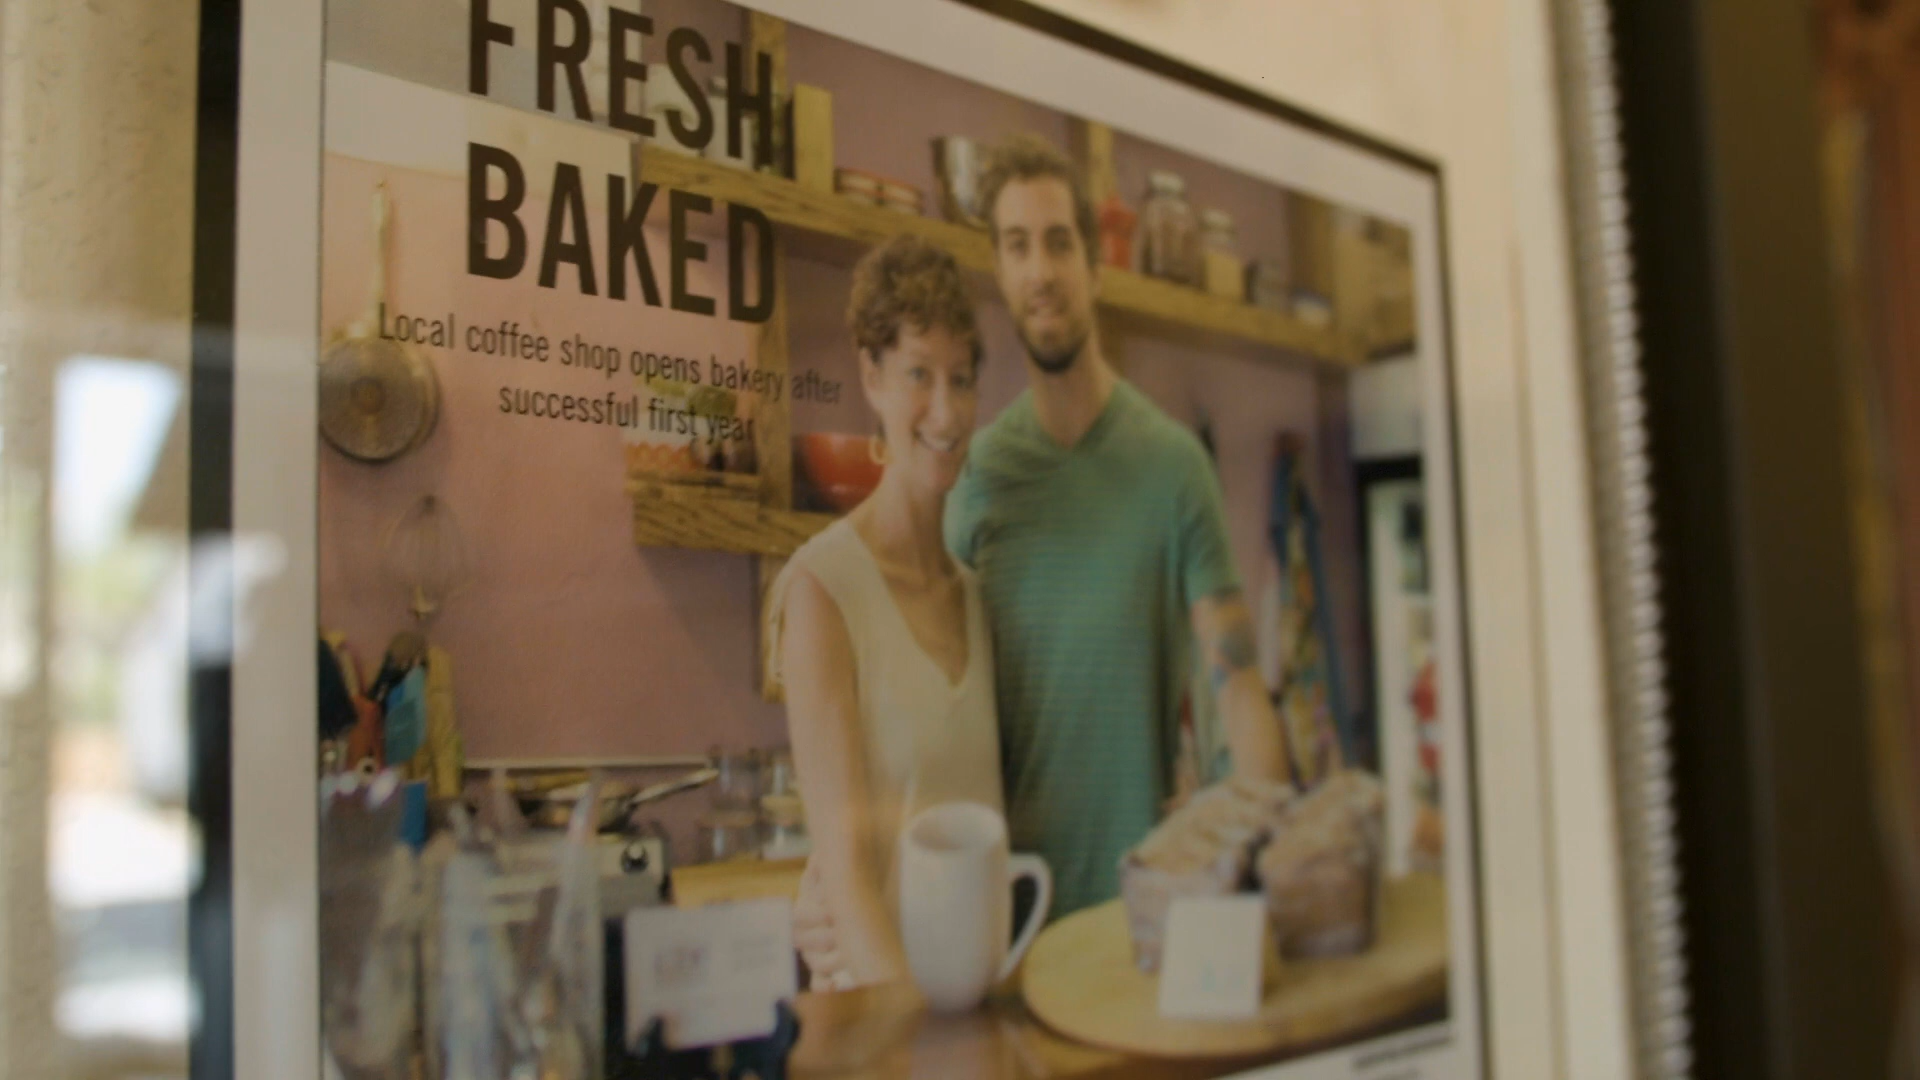 FRESH
BAKED
Local coffee shop opens bakery after
successful first year